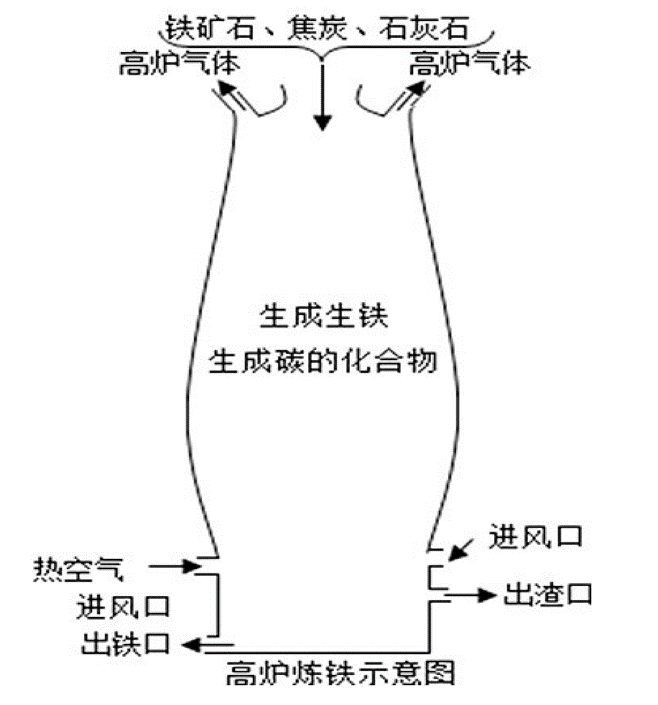 铁矿石、焦炭、石灰石
高炉气体
高炉气体
生成生铁
生成碳的化合物
进风口
热空气
出渣口
进风口
出铁口
高炉炼铁示意图